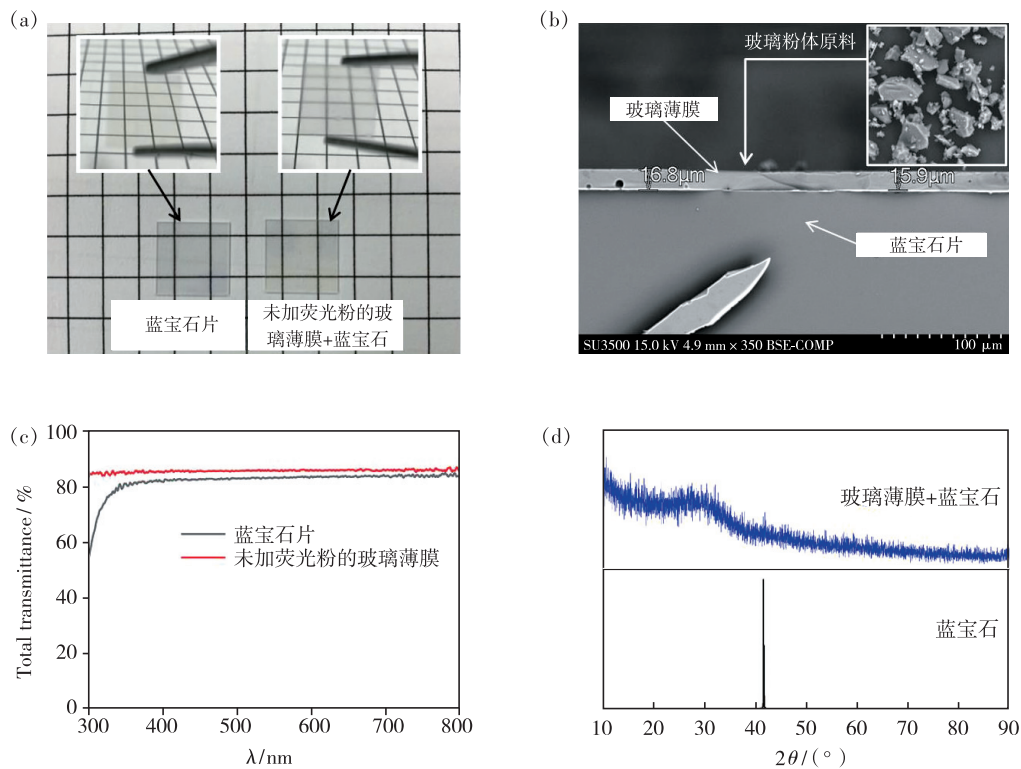 (a)
蓝宝石片
未加荧光粉的玻
璃薄膜+蓝宝石
(b)
玻璃粉体原料
玻璃薄膜
16.8μm
15.9μm
蓝宝石片
SU3500 15.0 kV 4.9 mm × 350 BSE-COMP
100 μm
(c)
100
80
60
40
20
0
Total transmittance / %
蓝宝石片
未加荧光粉的玻璃薄膜
300
400
500
600
700
800
λ/nm
(d)
玻璃薄膜+蓝宝石
蓝宝石
10
20
30
40
50
60
70
80
90
2θ/(°)